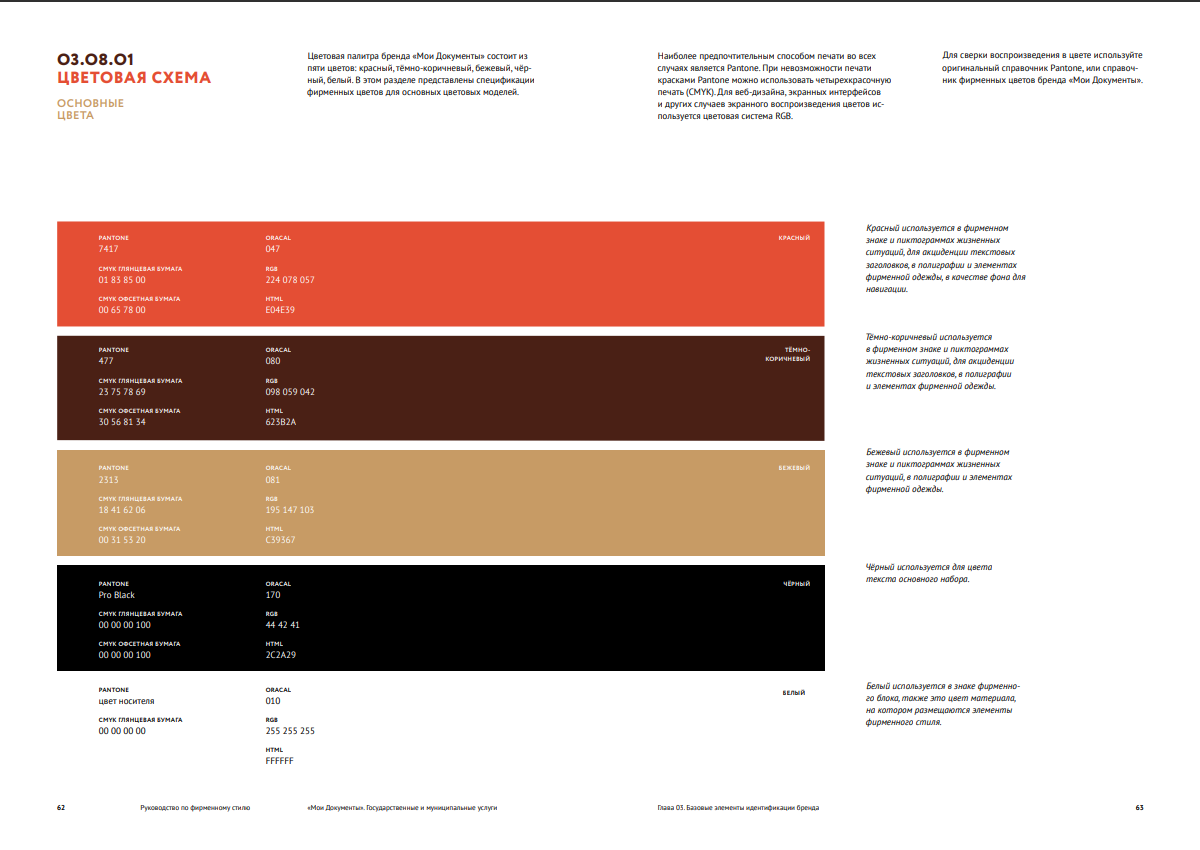 03.08.01
ЦВЕТОВАЯ СХЕМА
ОСНОВНЫЕ
ЦВЕТА
Цветовая палитра бренда «Мои Документы» состоит из
пяти цветов: красный, тёмно-коричневый, бежевый, чёр-
ный, белый. В этом разделе представлены спецификации
фирменных цветов для основных цветовых моделей.
Наиболее предпочтительным способом печати во всех
случаях является Pantone. При невозможности печати
красками Pantone можно использовать четырехкрасочную
печать (CMYK). Для веб-дизайна, экранных интерфейсов
и других случаев экранного воспроизведения цветов ис-
пользуется цветовая система RGB.
Для сверки воспроизведения в цвете используйте
оригинальный справочник Pantone, или справоч-
ник фирменных цветов бренда «Мои Документы».
PANTONE
7417
СМУК ГЛЯНЦЕВАЯ БУМАГА
01 83 85 00
СМУК ОФСЕТНАЯ БУМАГА
00 65 78 00
ORACAL
047
RGB
224 078 057
HTML
E04E39
КРАСНЫЙ
Красный используется в фирменном
знаке и пиктограммах жизненных
ситуаций, для акциденции текстовых
заголовков, в полиграфии и элементах
фирменной одежды, в качестве фона для
навигации.
PANTONE
477
СМУК ГЛЯНЦЕВАЯ БУМАГА
23 75 78 69
СМУК ОФСЕТНАЯ БУМАГА
30 56 81 34
ORACAL
080
RGB
098 059 042
HTML
623B2A
ТЁМНО-
КОРИЧНЕВЫЙ
Тёмно-коричневый используется
в фирменном знаке и пиктограммах
жизненных ситуаций, для акциденции
текстовых заголовков, в полиграфии
и элементах фирменной одежды.
PANTONE
2313
СМУК ГЛЯНЦЕВАЯ БУМАГА
18 41 62 06
СМУК ОФСЕТНАЯ БУМАГА
00 31 53 20
ORACAL
081
RGB
195 147 103
HTML
C39367
БЕЖЕВЫЙ
Бежевый используется в фирменном
знаке и пиктограммах жизненных
ситуаций, в полиграфии и элементах
фирменной одежды.
PANTONE
Pro Black
СМУК ГЛЯНЦЕВАЯ БУМАГА
00 00 00 100
СМУК ОФСЕТНАЯ БУМАГА
00 00 00 100
ORACAL
170
RGB
44 42 41
HTML
2C2A29
ЧЁРНЫЙ
Чёрный используется для цвета
текста основного набора.
PANTONE
цвет носителя
СМУК ГЛЯНЦЕВАЯ БУМАГА
00 00 00 00
ORACAL
010
RGB
255 255 255
HTML
FFFFFF
БЕЛЫЙ
Белый используется в знаке фирменно-
го блока, также это цвет материала,
на котором размещаются элементы
фирменного стиля.
62
Руководство по фирменному стилю
«Мои Документы». Государственные и муниципальные услуги
Глава 03. Базовые элементы идентификации бренда
63